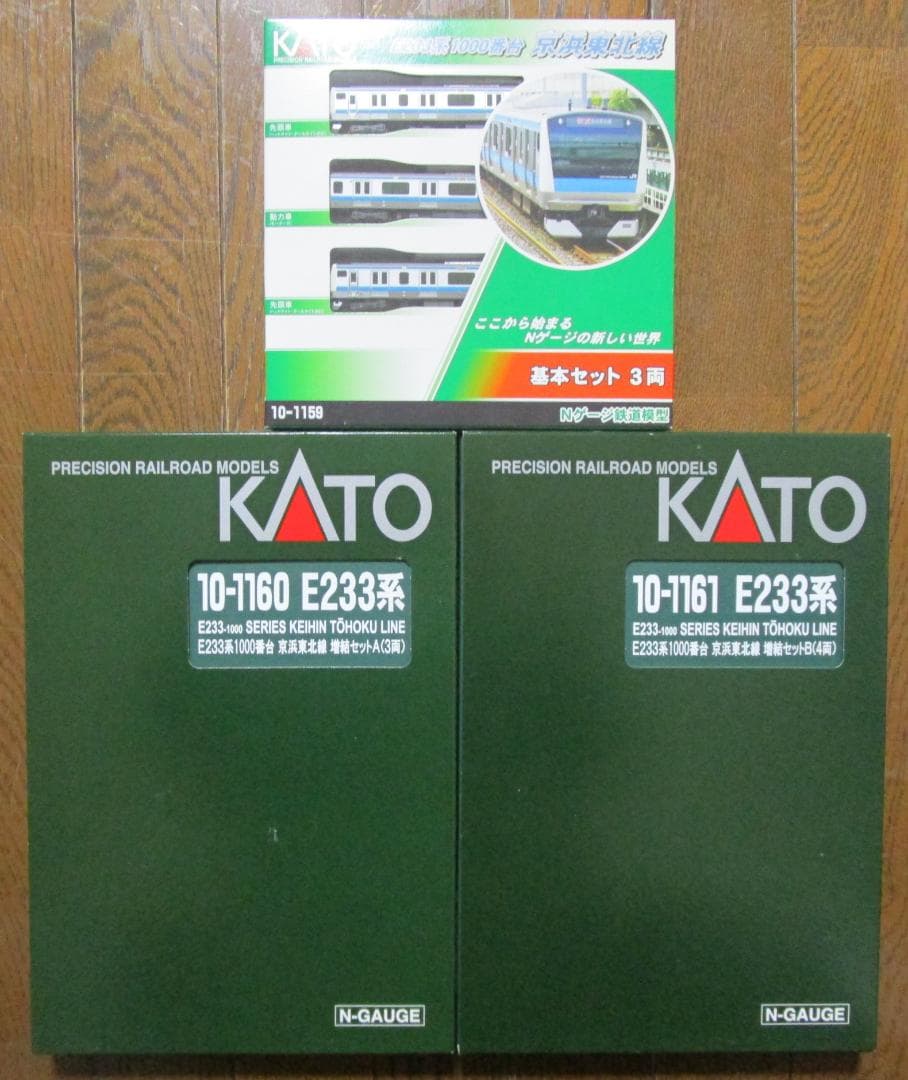 KATO
PRECISION RAILROAD
E233系1000番台 京浜東北線
先頭車
動力車
先頭車
ここから始まる
Nゲージの新しい世界
基本セット 3両
10-1159
Nゲージ鉄道模型
PRECISION RAILROAD MODELS
KATO
10-1160 E233系
E233-1000 SERIES KEIHIN TŌHOKU LINE
E233系1000番台 京浜東北線 増結セットA(3両)
N-GAUGE
PRECISION RAILROAD MODELS
KATO
10-1161 E233系
E233-1000 SERIES KEIHIN TŌHOKU LINE
E233系1000番台 京浜東北線 増結セットB(4両)
N-GAUGE